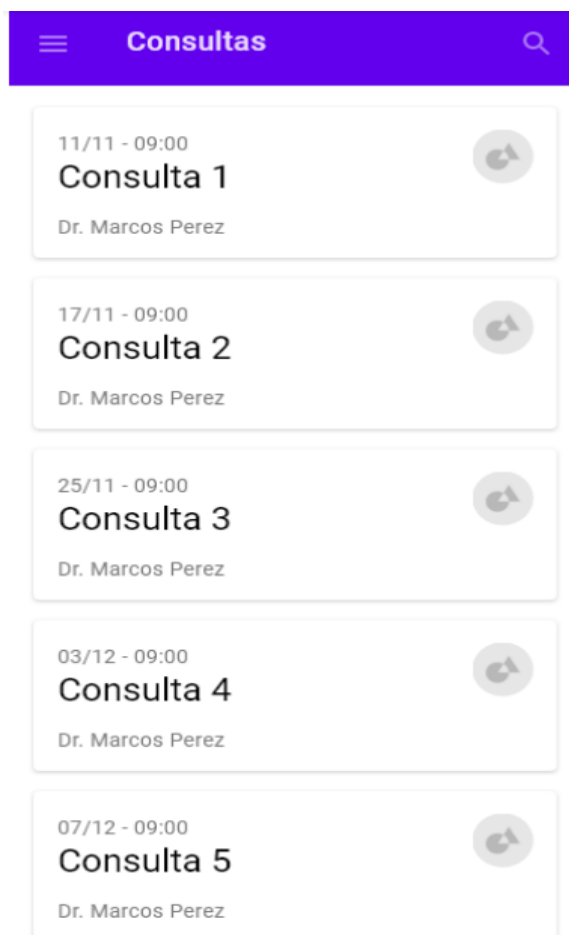 Consultas
11/11 - 09:00
Consulta 1
Dr. Marcos Perez
17/11 - 09:00
Consulta 2
Dr. Marcos Perez
25/11 - 09:00
Consulta 3
Dr. Marcos Perez
03/12 - 09:00
Consulta 4
Dr. Marcos Perez
07/12 - 09:00
Consulta 5
Dr. Marcos Perez